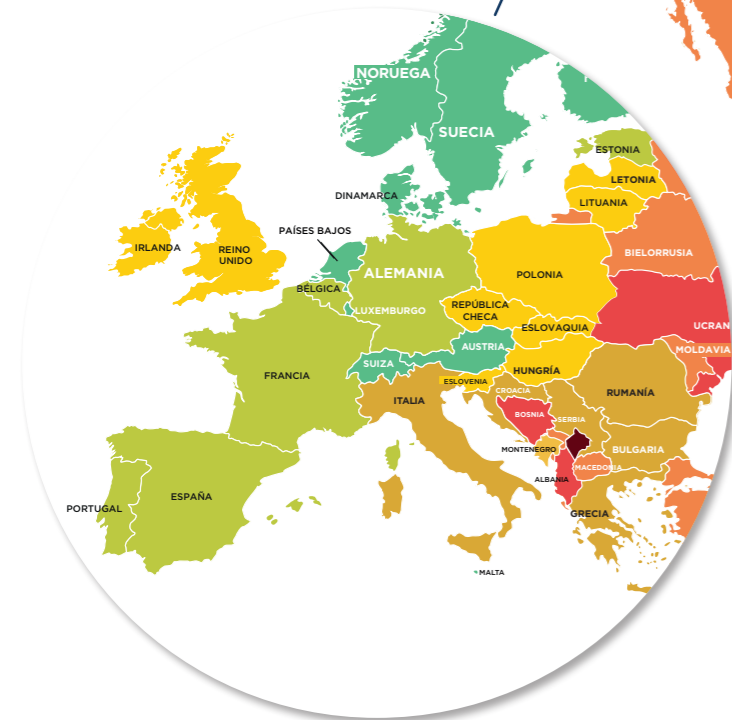 NORUEGA
SUECIA
ESTONIA
LETONIA
DINAMARCA
LITUANIA
PAÍSES BAJOS
IRLANDA
REINO
UNIDO
BIELORRUSIA
ALEMANIA
POLONIA
BÉLGICA
LUXEMBURGO
REPÚBLICA
CHECA
UCRAN
ESLOVAQUIA
AUSTRIA
MOLDAVIA
SUIZA
HUNGRÍA
FRANCIA
ESLOVENIA
CROACIA
RUMANÍA
ITALIA
BOSNIA
SERBIA
MONTENEGRO
BULGARIA
MACEDONIA
ALBANIA
ESPAÑA
PORTUGAL
GRECIA
MALTA